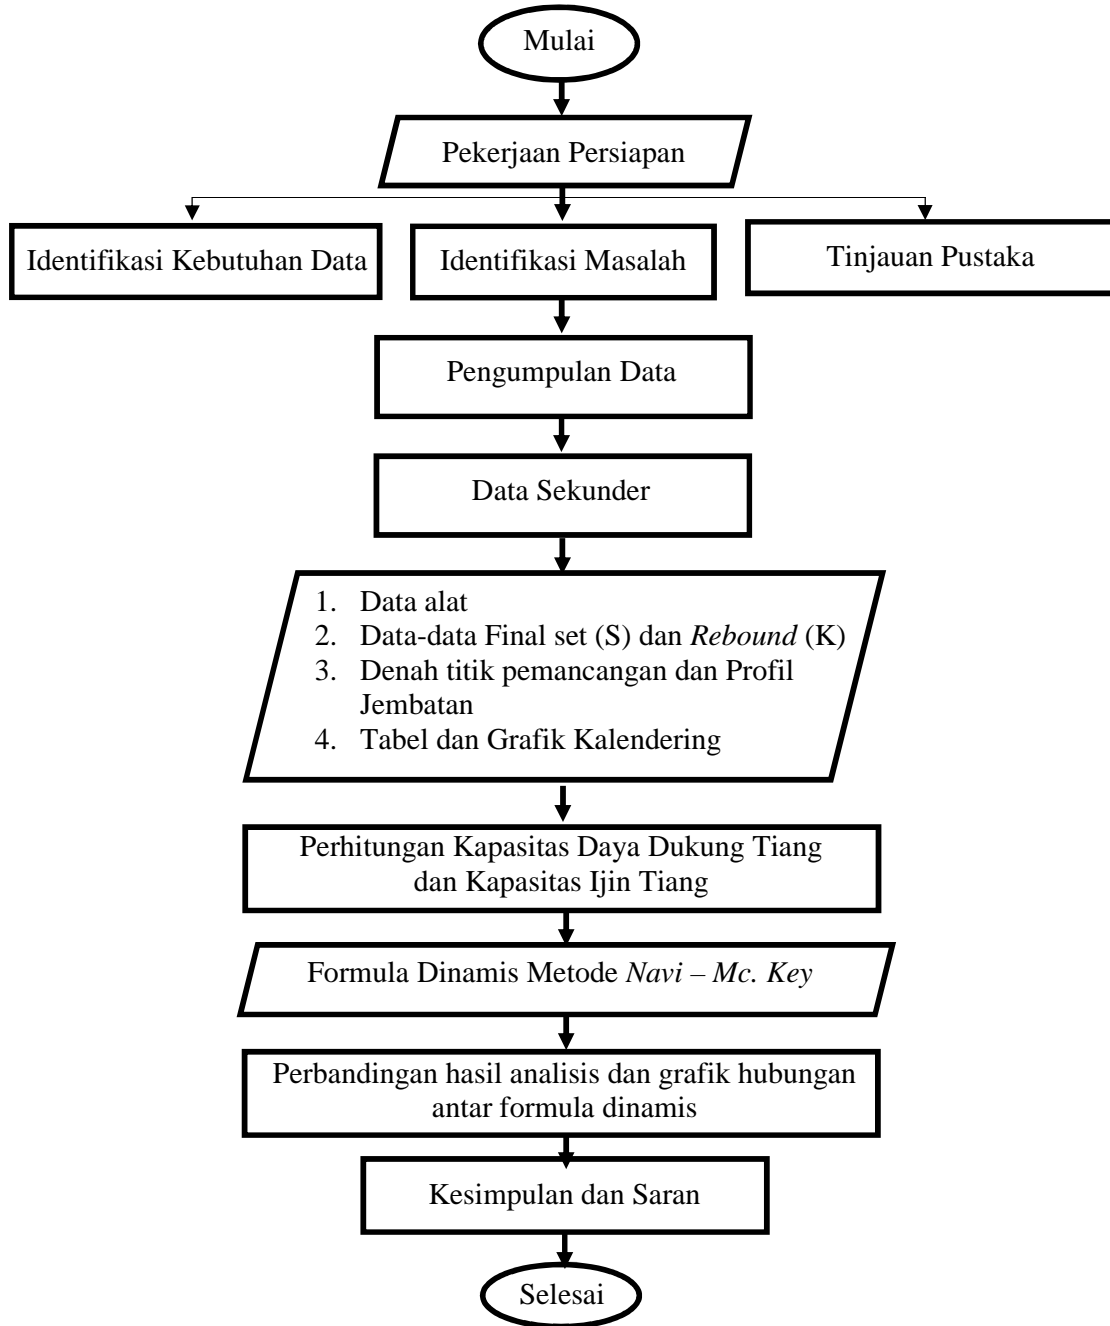 Mulai
Pekerjaan Persiapan
Identifikasi Kebutuhan Data
Identifikasi Masalah
Tinjauan Pustaka
Pengumpulan Data
Data Sekunder
1. Data alat
2. Data-data Final set (S) dan Rebound (K)
3. Denah titik pemancangan dan Profil
Jembatan
4. Tabel dan Grafik Kalendering
Perhitungan Kapasitas Daya Dukung Tiang
dan Kapasitas Ijin Tiang
Formula Dinamis Metode Navi – Mc. Key
Perbandingan hasil analisis dan grafik hubungan
antar formula dinamis
Kesimpulan dan Saran
Selesai